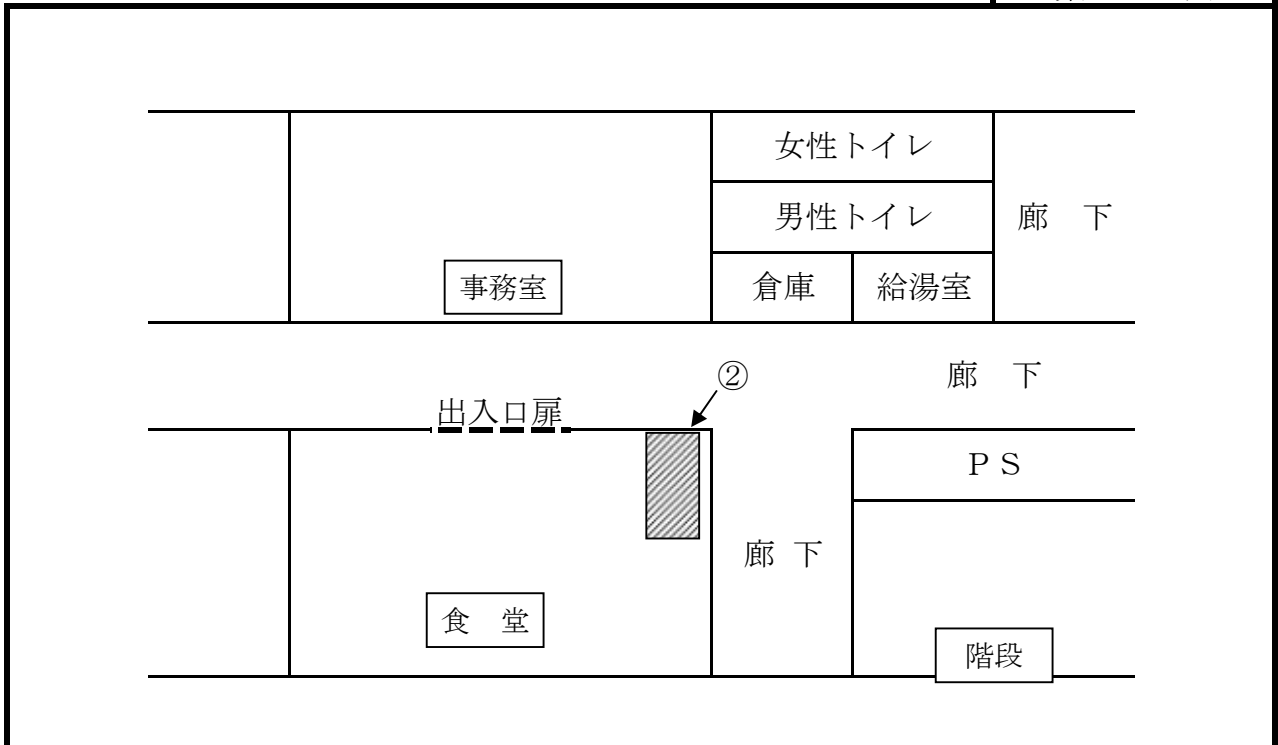 女性トイレ
男性トイレ
廊　下
事務室
倉庫
給湯室
②
廊　下
出入口扉
ＰＳ
廊 下
食　堂
階段